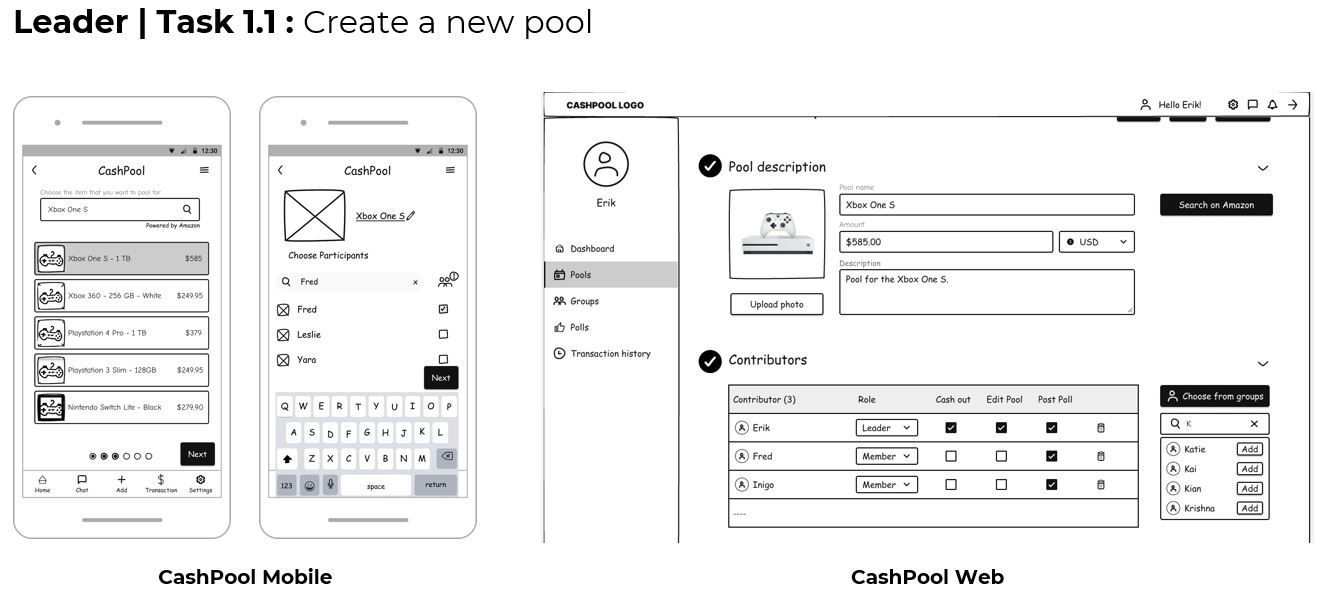 Leader | Task 1.1 : Create a new pool
12:30
CashPool
Choose the item that you want to pool for
Xbox One S
Powered by Amazon
Xbox One S - 1 TB $585
Xbox 360 - 256 GB - White $249.95
Playstation 4 Pro - 1 TB $379
Playstation 3 Slim - 128GB $249.95
Nintendo Switch Lite - Black $279,90
Next
Home Chat Add Transaction Settings
12:30
CashPool
Xbox One S
Choose Participants
Fred x 1
Fred
Leslie
Yara
Next
Q W E R T Y U I O P
A S D F G H J K L
Z X C V B N M
123 space return
CashPool Mobile
CASHPOOL LOGO Hello Erik!
Erik
Dashboard
Pools
Groups
Polls
Transaction history
Pool description
Pool name
Xbox One S
Search on Amazon
Amount
$585.00 USD
Description
Pool for the Xbox One S.
Upload photo
Contributors
Contributor (3) Role Cash out Edit Pool Post Poll
Erik Leader
Fred Member
Inigo Member
----
Choose from groups
K
Katie Add
Kai Add
Kian Add
Krishna Add
CashPool Web